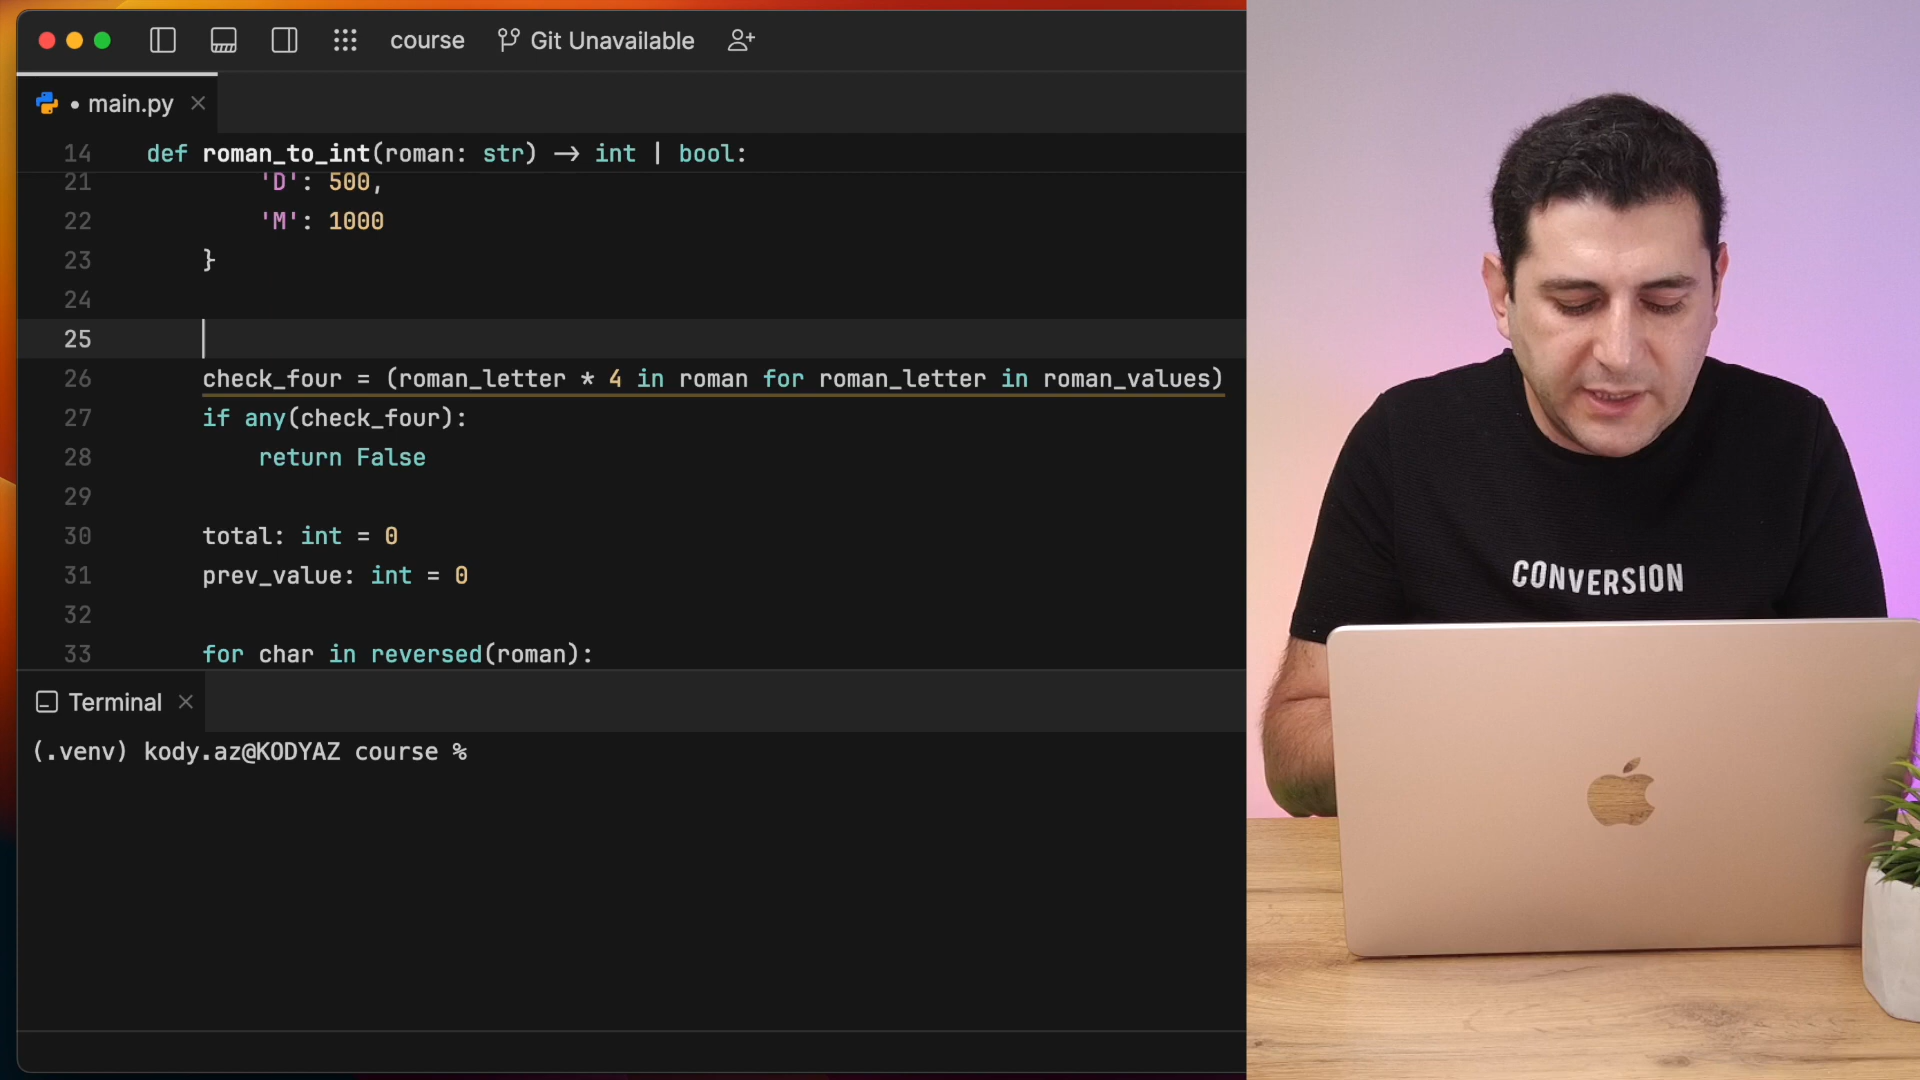 course Git Unavailable
main.py
14 def roman_to_int(roman: str) → int | bool:
21 'D': 500,
22 'M': 1000
23 }
24
25
26 check_four = (roman_letter * 4 in roman for roman_letter in roman_values)
27 if any(check_four):
28 return False
29
30 total: int = 0
31 prev_value: int = 0
32
33 for char in reversed(roman):
Terminal
(.venv) kody.az@KODYAZ course %
CONVERSION